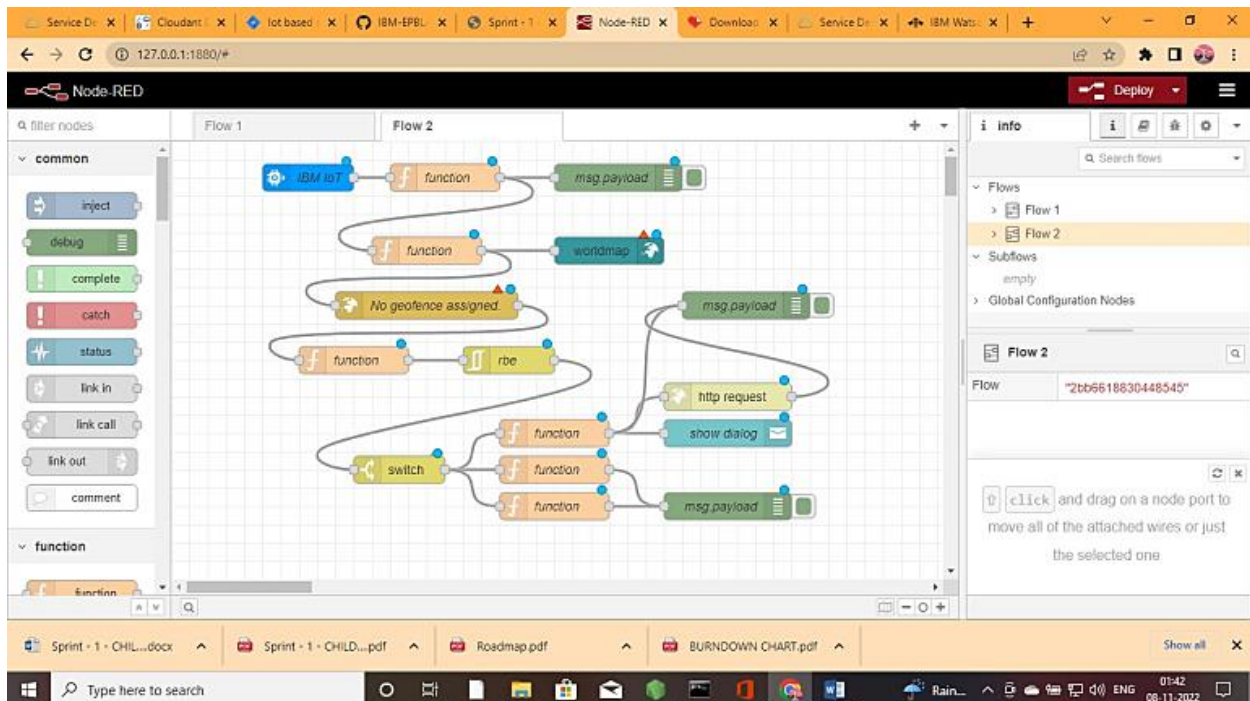 Service De
Cloudant
Iot based
IBM-EPBL
Sprint - 1
Node-RED
Download
Service De
IBM Wats
127.0.0.1:1880/#
Node-RED
Deploy
filter nodes
Flow 1
Flow 2
i info
i
Search flows
common
inject
debug
complete
catch
status
link in
link call
link out
comment
function
function
IBM IoT
function
msg.payload
function
worldmap
No geofence assigned.
msg.payload
function
rbe
http request
function
show dialog
switch
function
function
msg.payload
Flows
Flow 1
Flow 2
Subflows
empty
Global Configuration Nodes
Flow 2
Flow "2bb6618830448545"
click and drag on a node port to
move all of the attached wires or just
the selected one
Sprint - 1 - CHIL....docx
Sprint - 1 - CHILD....pdf
Roadmap.pdf
BURNDOWN CHART.pdf
Show all
Type here to search
Rain...
ENG
01:42
08-11-2022